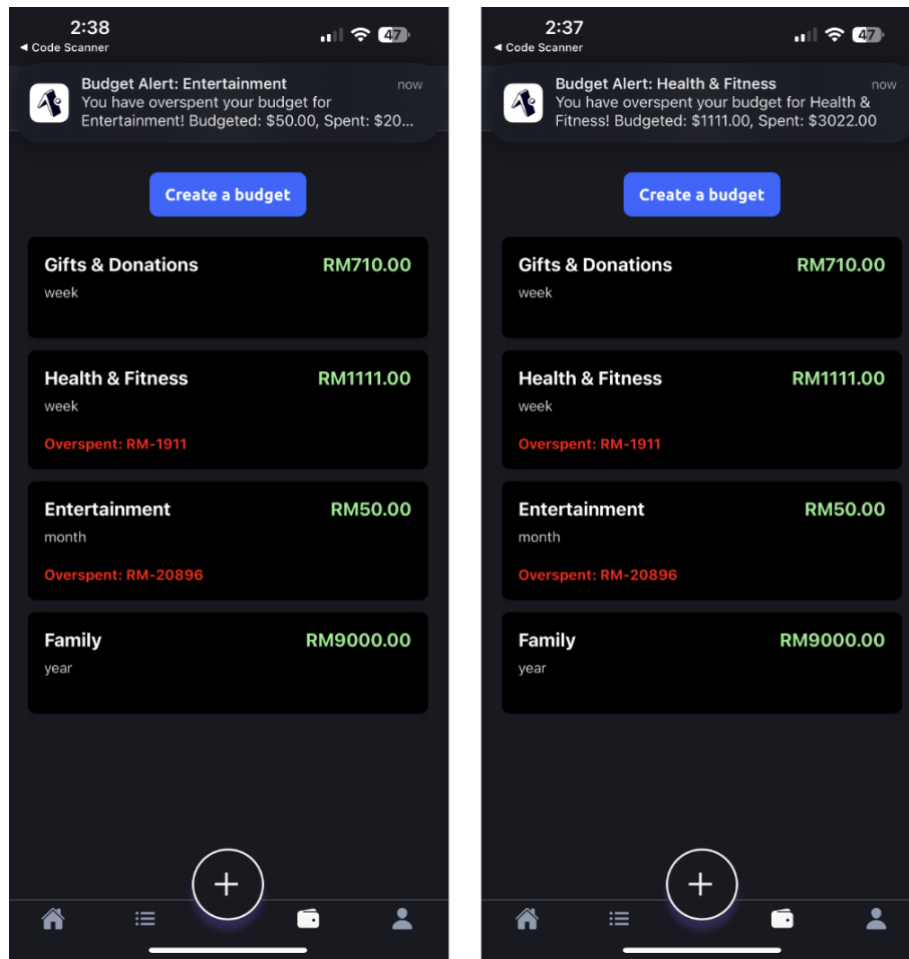 2:38
47
◀ Code Scanner
Budget Alert: Entertainment now
You have overspent your budget for
Entertainment! Budgeted: $50.00, Spent: $20...
Create a budget
Gifts & Donations RM710.00
week
Health & Fitness RM1111.00
week
Overspent: RM-1911
Entertainment RM50.00
month
Overspent: RM-20896
Family RM9000.00
year
+
2:37
47
◀ Code Scanner
Budget Alert: Health & Fitness now
You have overspent your budget for Health &
Fitness! Budgeted: $1111.00, Spent: $3022.00
Create a budget
Gifts & Donations RM710.00
week
Health & Fitness RM1111.00
week
Overspent: RM-1911
Entertainment RM50.00
month
Overspent: RM-20896
Family RM9000.00
year
+